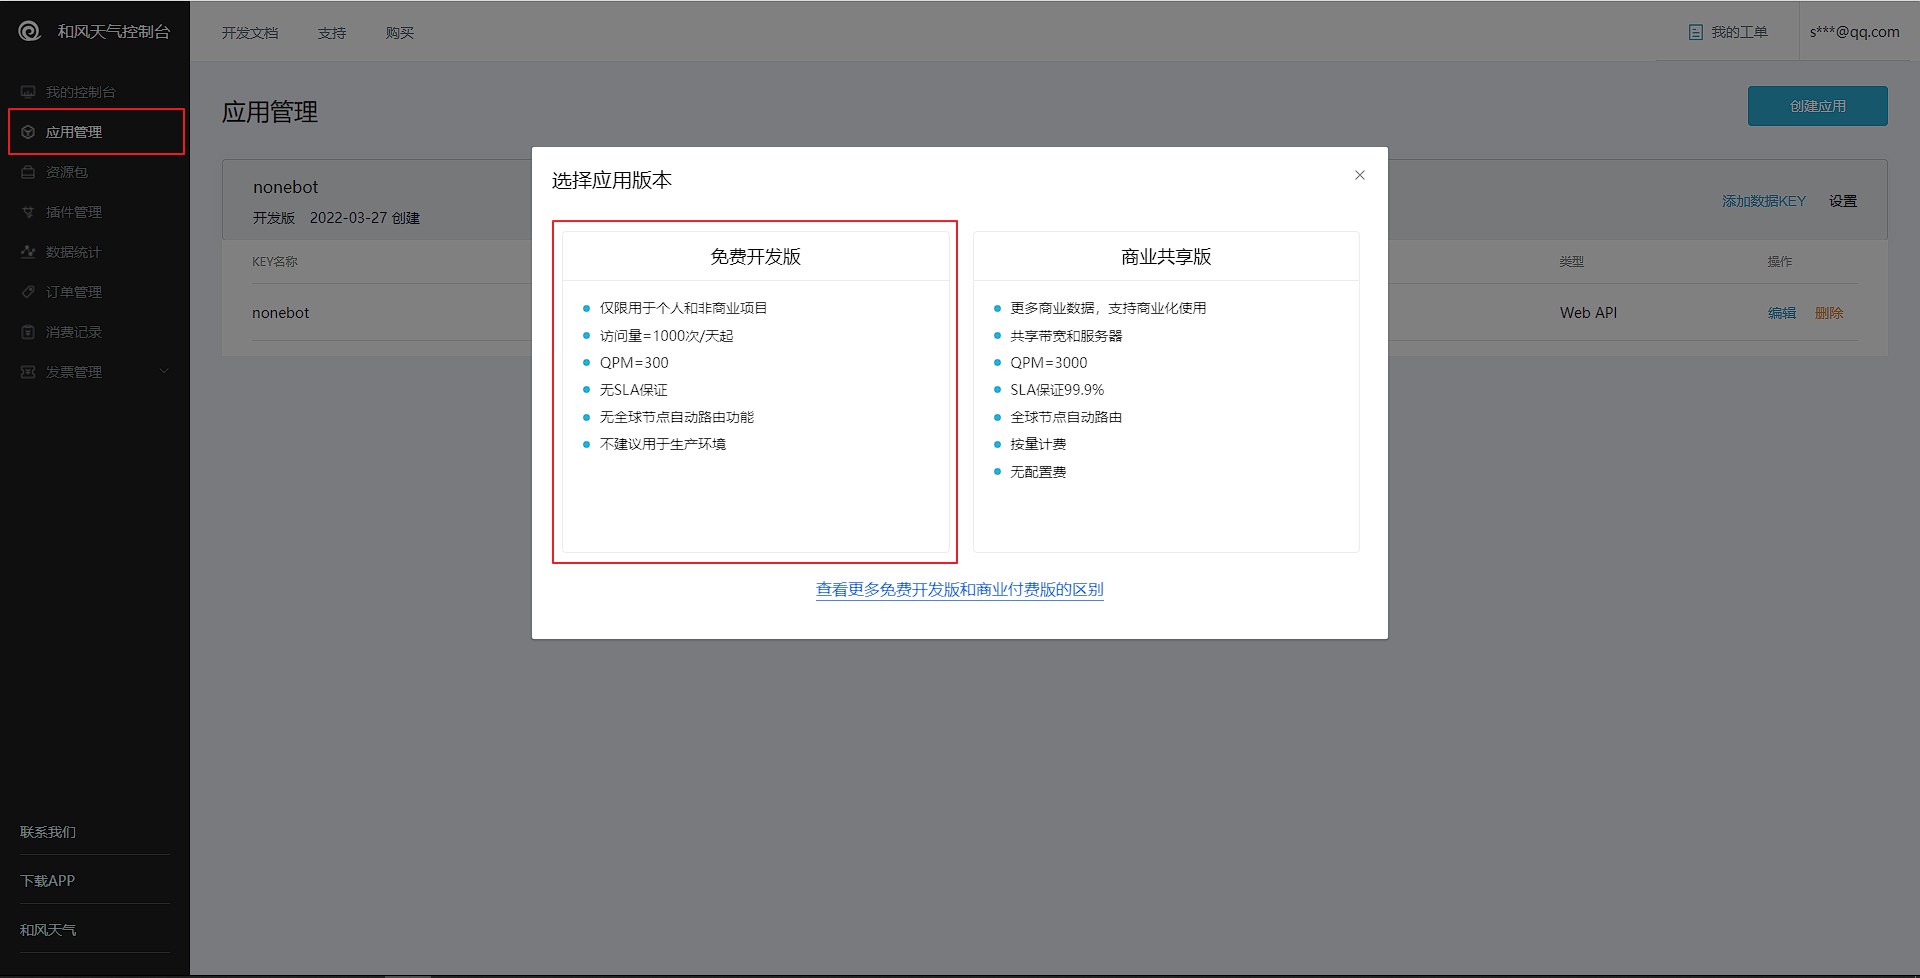 和风天气控制台
开发文档
支持
购买
我的工单
s***@qq.com
我的控制台
应用管理
资源包
插件管理
数据统计
订单管理
消费记录
发票管理
联系我们
下载APP
和风天气
应用管理
创建应用
nonebot
开发版 2022-03-27 创建
添加数据KEY
设置
KEY名称
类型
操作
nonebot
Web API
编辑
删除
选择应用版本
免费开发版
仅限用于个人和非商业项目
访问量=1000次/天起
QPM=300
无SLA保证
无全球节点自动路由功能
不建议用于生产环境
商业共享版
更多商业数据，支持商业化使用
共享带宽和服务器
QPM=3000
SLA保证99.9%
全球节点自动路由
按量计费
无配置费
查看更多免费开发版和商业付费版的区别